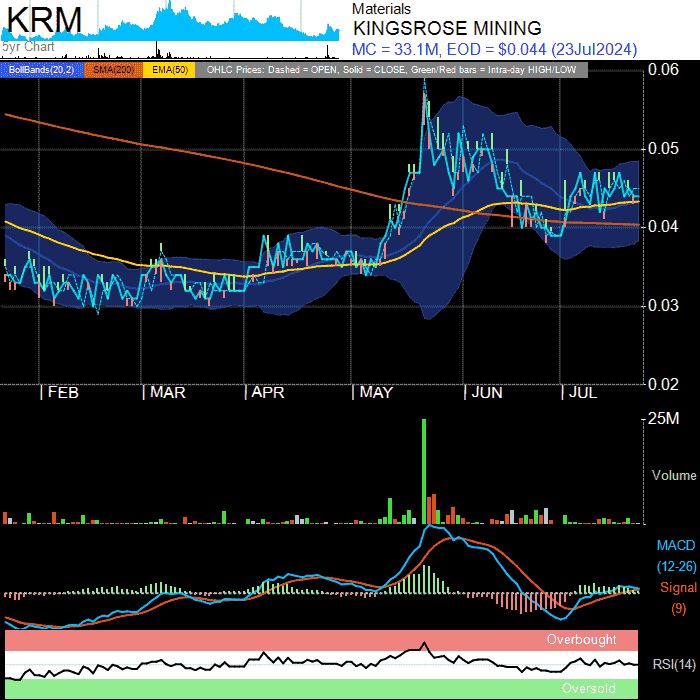 KRM
5yr Chart
Materials
KINGSROSE MINING
MC = 33.1M, EOD = $0.044 (23Jul2024)
BollBands(20,2) SMA(200) EMA(50) OHLC Prices: Dashed = OPEN, Solid = CLOSE, Green/Red bars = Intra-day HIGH/LOW
0.06
0.05
0.04
0.03
0.02
FEB MAR APR MAY JUN JUL
25M
Volume
MACD
(12-26)
Signal
(9)
Overbought
RSI(14)
Oversold